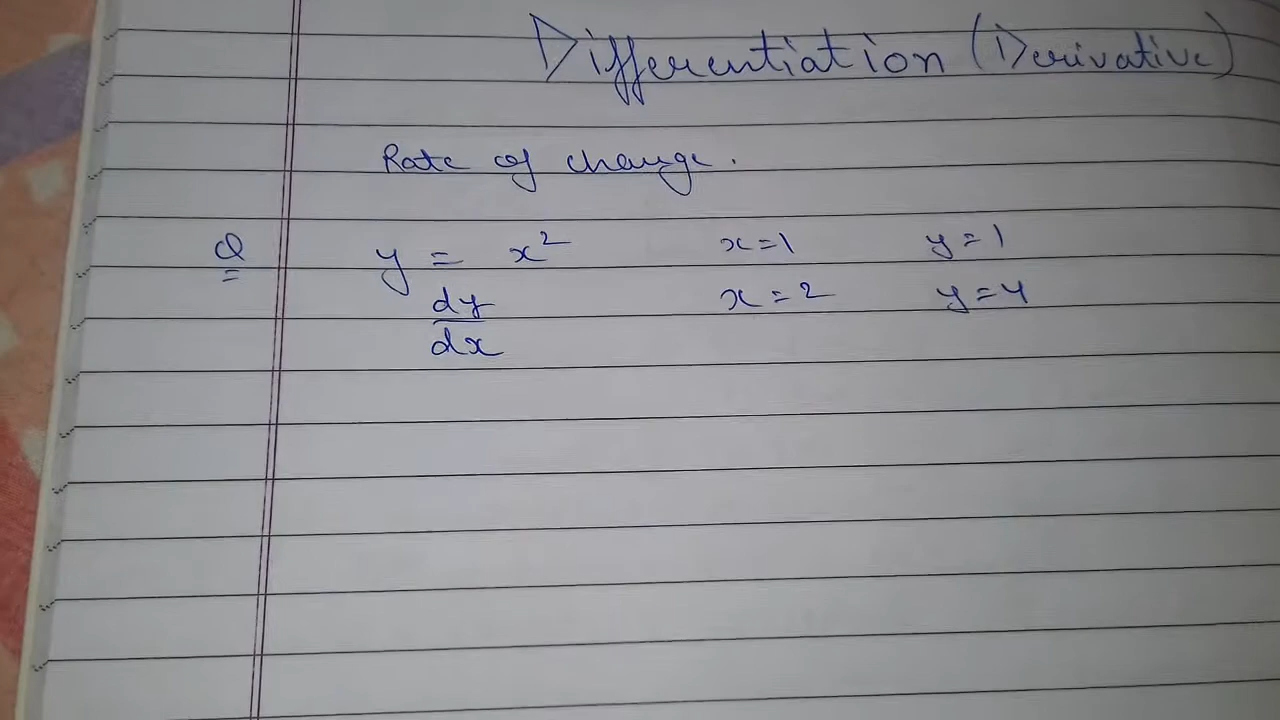 Differentiation (Derivative)
Rate of change.
Q y = x² x=1 y=1
dy x=2 y=4
dx